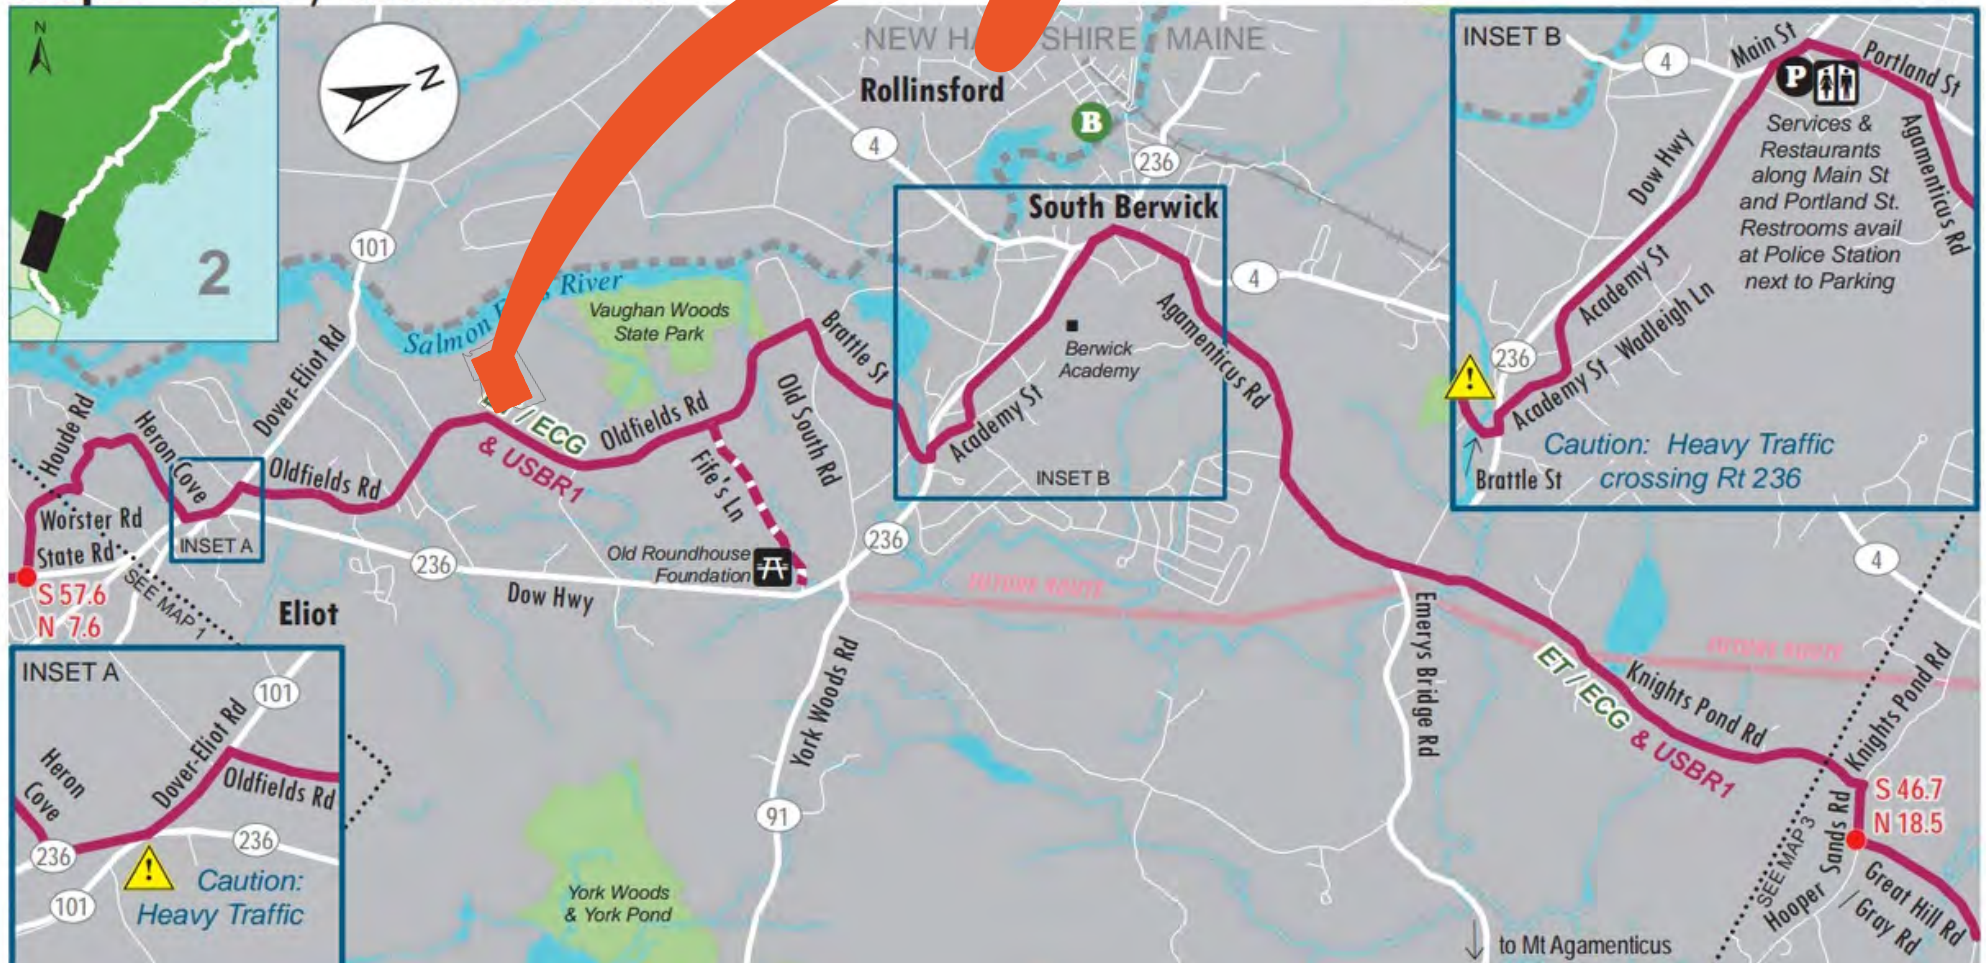 N
2
N
NEW HA SHIRE MAINE
Rollinsford
B
4
236
101
South Berwick
4
Salmon River
Vaughan Woods
State Park
Brattle St
Agamenticus Rd
Berwick
Academy
Academy St
INSET B
Dover-Eliot Rd
Houde Rd
Heron Cove
Oldfields Rd
/ ECG
& USBR1
Oldfields Rd
Old South Rd
Fife's Ln
Worster Rd
State Rd
INSET A
SEE MAP 1
S 57.6
N 7.6
Eliot
236
Dow Hwy
Old Roundhouse
Foundation
236
FUTURE ROUTE
York Woods Rd
91
Emerys Bridge Rd
ET / ECG
& USBR1
Knights Pond Rd
FUTURE ROUTE
4
Knights Pond Rd
S 46.7
N 18.5
SEE MAP 3
Hooper Sands Rd
Great Hill Rd
/ Gray Rd
to Mt Agamenticus
York Woods
& York Pond
INSET A
101
Dover-Eliot Rd
Heron
Cove
Oldfields Rd
236
236
101
Caution:
Heavy Traffic
INSET B
4
Main St
Portland St
P
Services &
Restaurants
along Main St
and Portland St.
Restrooms avail
at Police Station
next to Parking
Agamenticus Rd
Dow Hwy
Academy St
Wadleigh Ln
236
Academy St
Caution: Heavy Traffic
crossing Rt 236
Brattle St